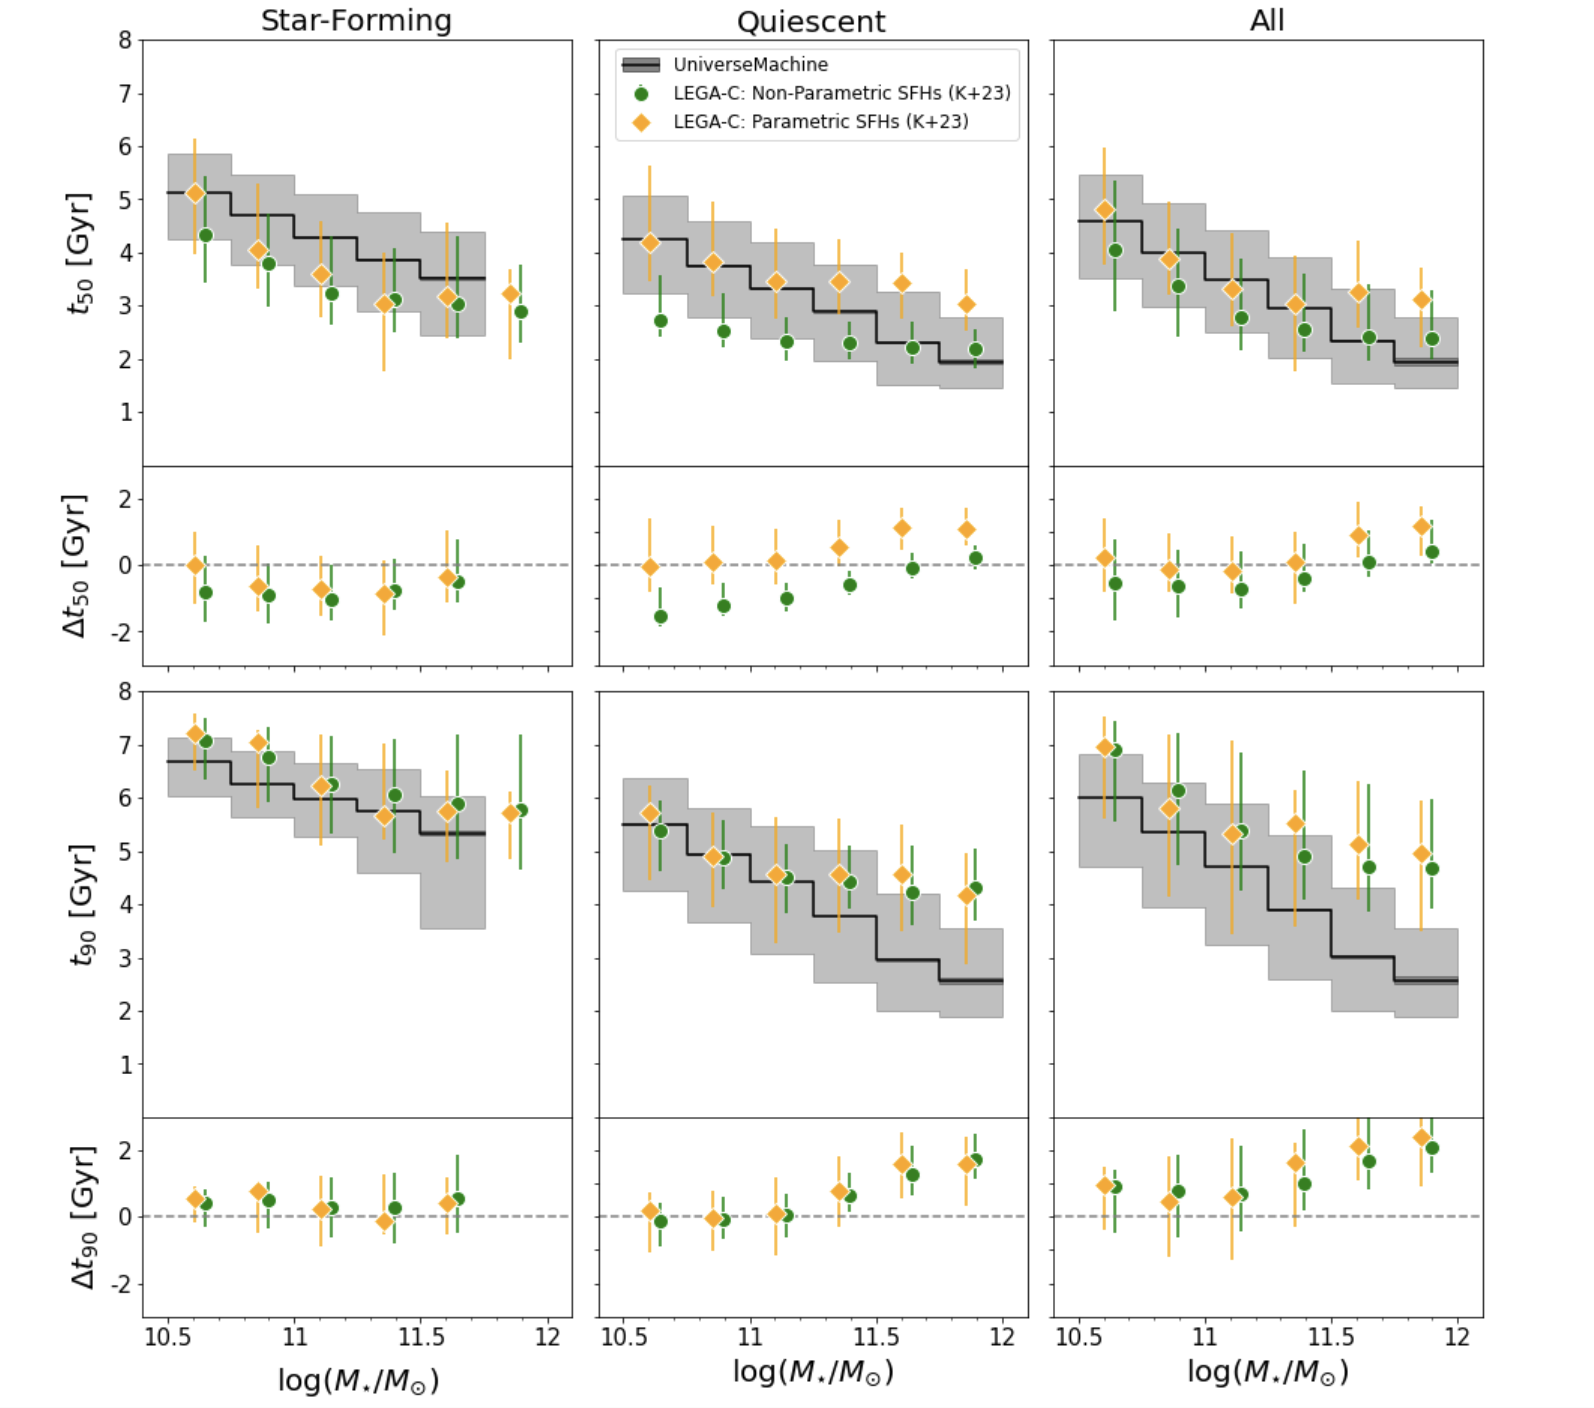 Star-Forming
Quiescent
All
8
7
6
5
4
3
2
1
t50 [Gyr]
UniverseMachine
LEGA-C: Non-Parametric SFHs (K+23)
LEGA-C: Parametric SFHs (K+23)
2
0
-2
Δt50 [Gyr]
8
7
6
5
4
3
2
1
t90 [Gyr]
2
0
-2
Δt90 [Gyr]
10.5 11 11.5 12
10.5 11 11.5 12
10.5 11 11.5 12
log(M⋆/M⊙)
log(M⋆/M⊙)
log(M⋆/M⊙)